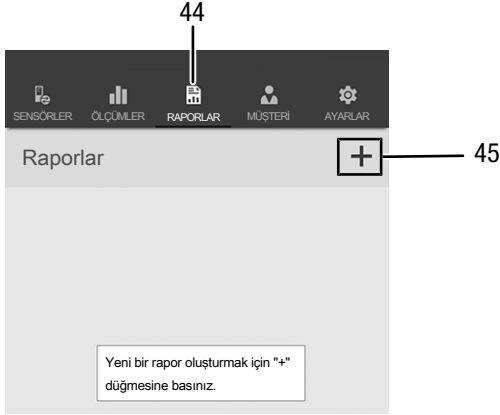 44
SENSÖRLER ÖLÇÜMLER RAPORLAR MÜŞTERİ AYARLAR
Raporlar
45
Yeni bir rapor oluşturmak için "+"
düğmesine basınız.